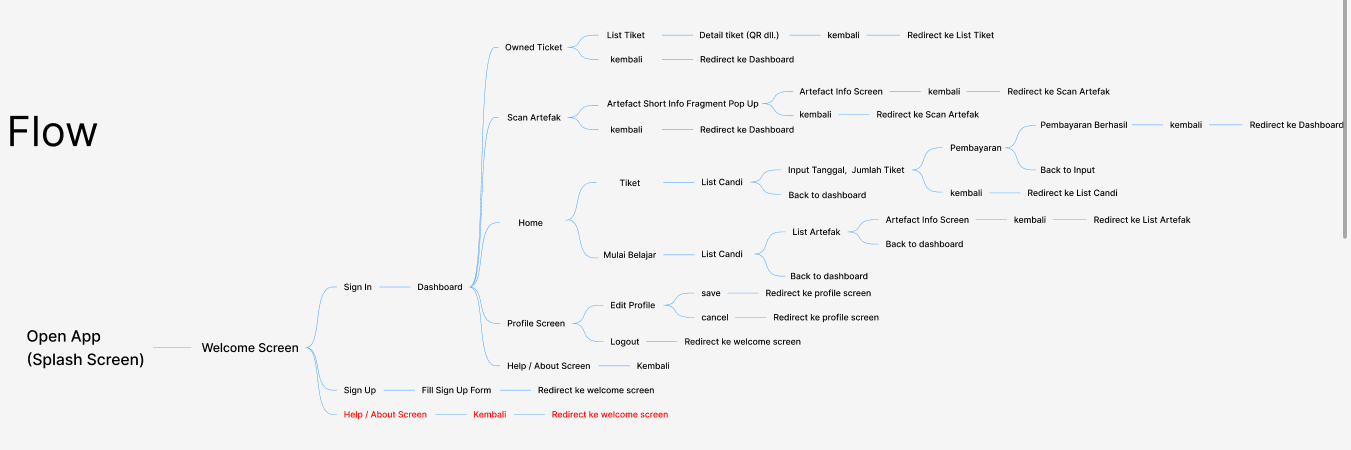 Flow
Open App
(Splash Screen)
Welcome Screen
Sign In
Dashboard
Owned Ticket
List Tiket
Detail tiket (QR dll.)
kembali
Redirect ke List Tiket
kembali
Redirect ke Dashboard
Scan Artefak
Artefact Short Info Fragment Pop Up
Artefact Info Screen
kembali
Redirect ke Scan Artefak
kembali
Redirect ke Scan Artefak
kembali
Redirect ke Dashboard
Home
Tiket
List Candi
Input Tanggal, Jumlah Tiket
Pembayaran
Pembayaran Berhasil
kembali
Redirect ke Dashboard
Back to Input
kembali
Redirect ke List Candi
Back to dashboard
Mulai Belajar
List Candi
List Artefak
Artefact Info Screen
kembali
Redirect ke List Artefak
Back to dashboard
Back to dashboard
Profile Screen
Edit Profile
save
Redirect ke profile screen
cancel
Redirect ke profile screen
Logout
Redirect ke welcome screen
Help / About Screen
Kembali
Sign Up
Fill Sign Up Form
Redirect ke welcome screen
Help / About Screen
Kembali
Redirect ke welcome screen